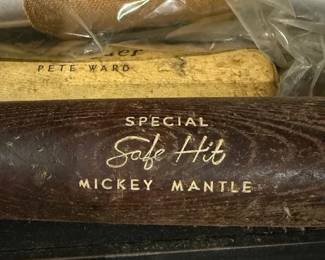 PETE WARD
SPECIAL
Safe Hit
MICKEY MANTLE